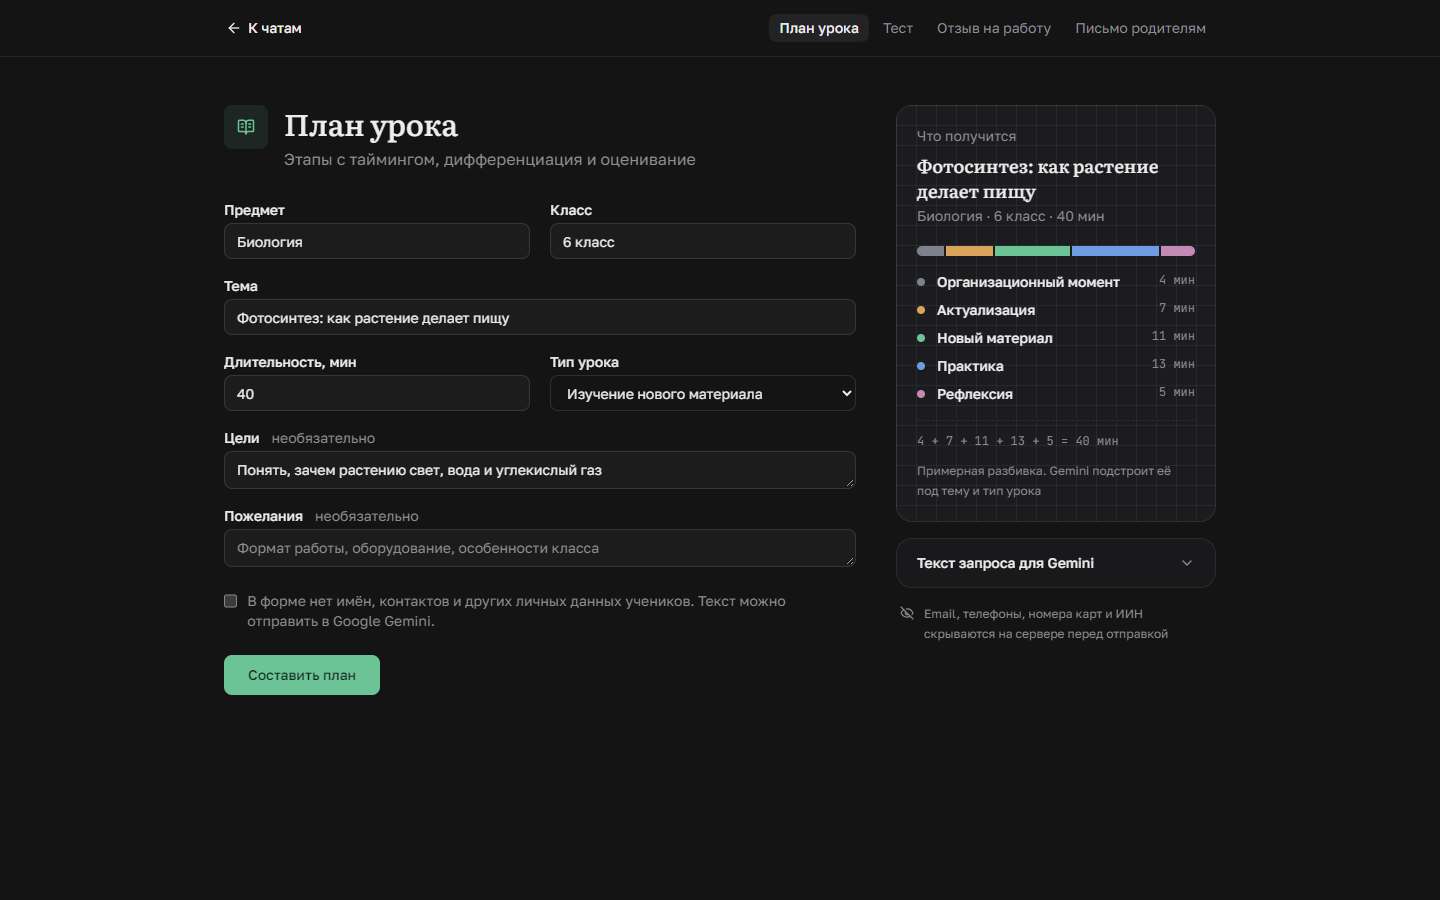 К чатам
План урока
Тест
Отзыв на работу
Письмо родителям
План урока
Этапы с таймингом, дифференциация и оценивание
Предмет
Класс
Биология
6 класс
Тема
Фотосинтез: как растение делает пищу
Длительность, мин
Тип урока
40
Изучение нового материала
Цели необязательно
Понять, зачем растению свет, вода и углекислый газ
Пожелания необязательно
Формат работы, оборудование, особенности класса
В форме нет имён, контактов и других личных данных учеников. Текст можно
отправить в Google Gemini.
Составить план
Что получится
Фотосинтез: как растение
делает пищу
Биология · 6 класс · 40 мин
Организационный момент 4 мин
Актуализация 7 мин
Новый материал 11 мин
Практика 13 мин
Рефлексия 5 мин
4 + 7 + 11 + 13 + 5 = 40 мин
Примерная разбивка. Gemini подстроит её
под тему и тип урока
Текст запроса для Gemini
Email, телефоны, номера карт и ИИН
скрываются на сервере перед отправкой